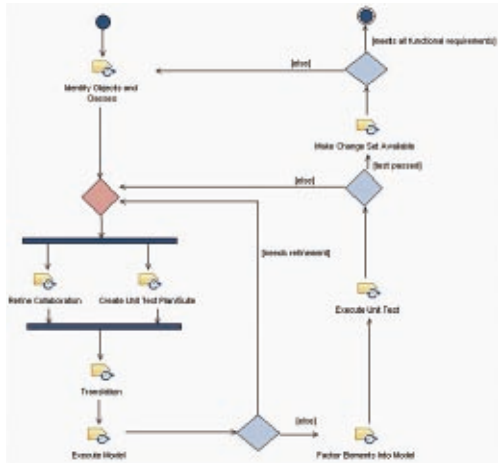 [meets all functional requirements]
[else]
Identify Objects and
Classes
Make Change Set Available
[test passed]
[else]
[needs refinement]
Refine Collaboration
Create Unit Test Plan/Suite
Execute Unit Test
Translation
[else]
Execute Model
Factor Elements Into Model